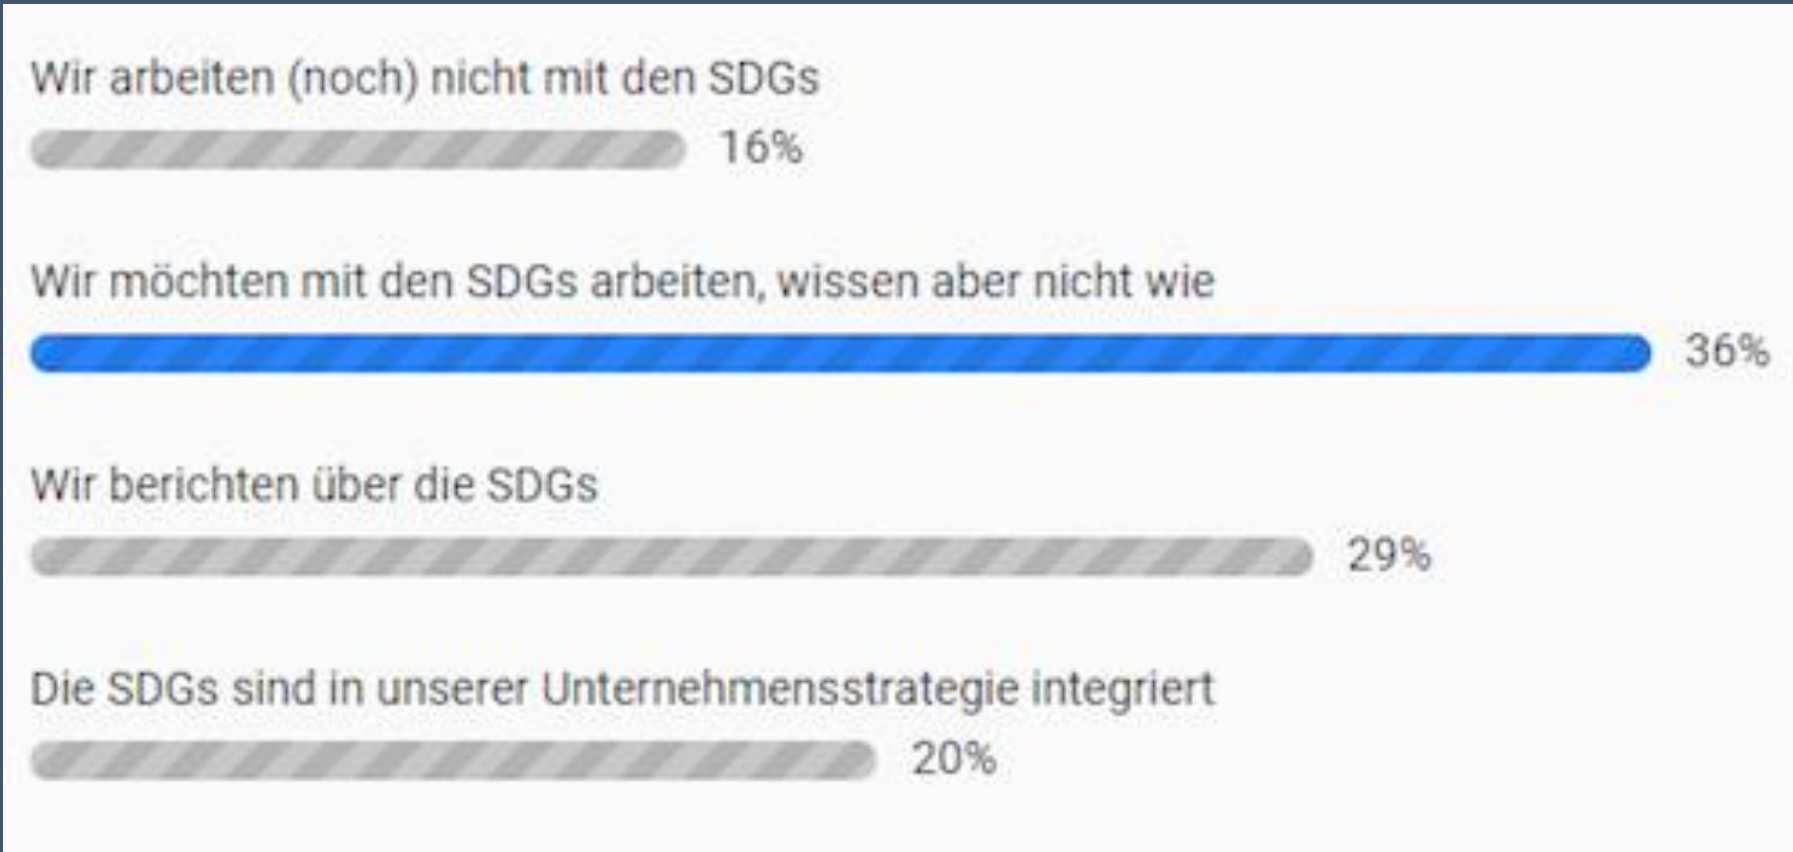 Wir arbeiten (noch) nicht mit den SDGs
16%
Wir möchten mit den SDGs arbeiten, wissen aber nicht wie
36%
Wir berichten über die SDGs
29%
Die SDGs sind in unserer Unternehmensstrategie integriert
20%